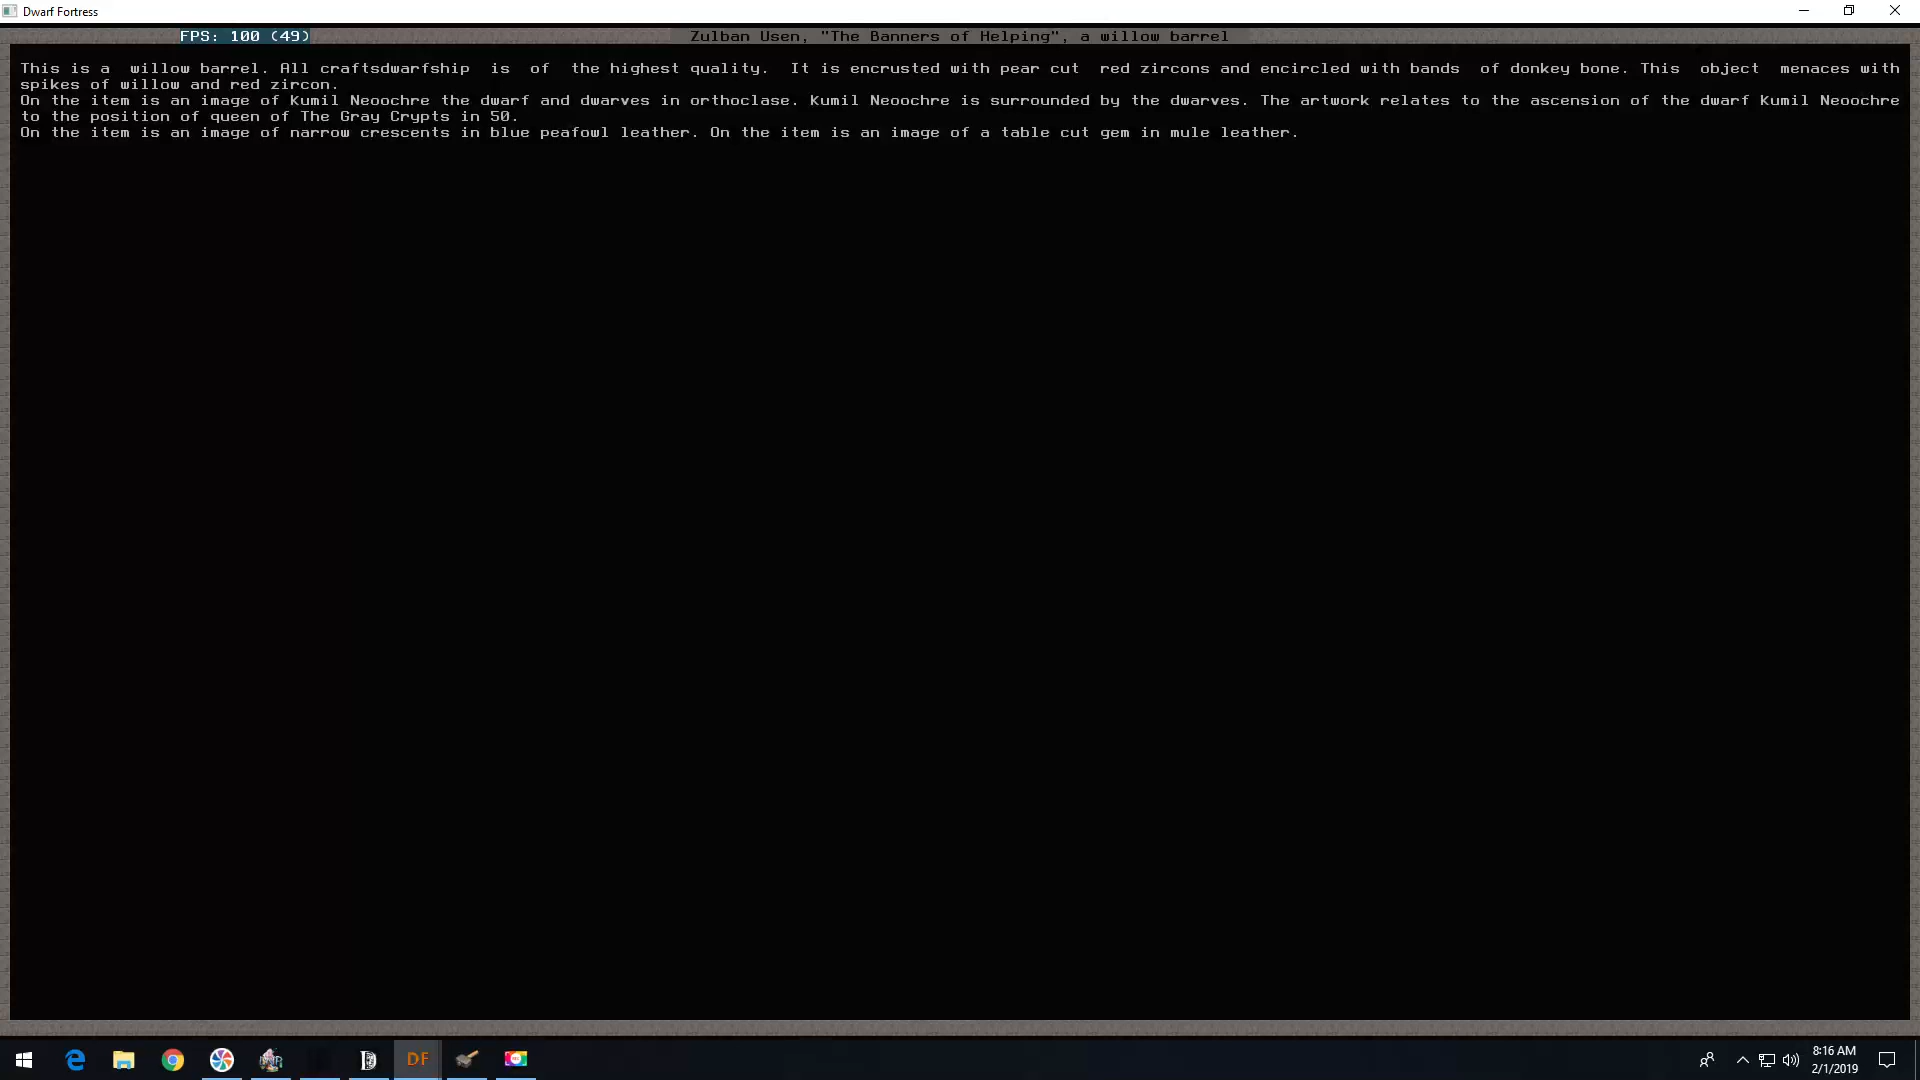 Dwarf Fortress
FPS: 100 (49)
Zulban Usen, "The Banners of Helping", a willow barrel
This is a willow barrel. All craftsdwarfship is of the highest quality. It is encrusted with pear cut red zircons and encircled with bands of donkey bone. This object menaces with
spikes of willow and red zircon.
On the item is an image of Kumil Neoochre the dwarf and dwarves in orthoclase. Kumil Neoochre is surrounded by the dwarves. The artwork relates to the ascension of the dwarf Kumil Neoochre
to the position of queen of The Gray Crypts in 50.
On the item is an image of narrow crescents in blue peafowl leather. On the item is an image of a table cut gem in mule leather.
DF
8:16 AM
2/1/2019